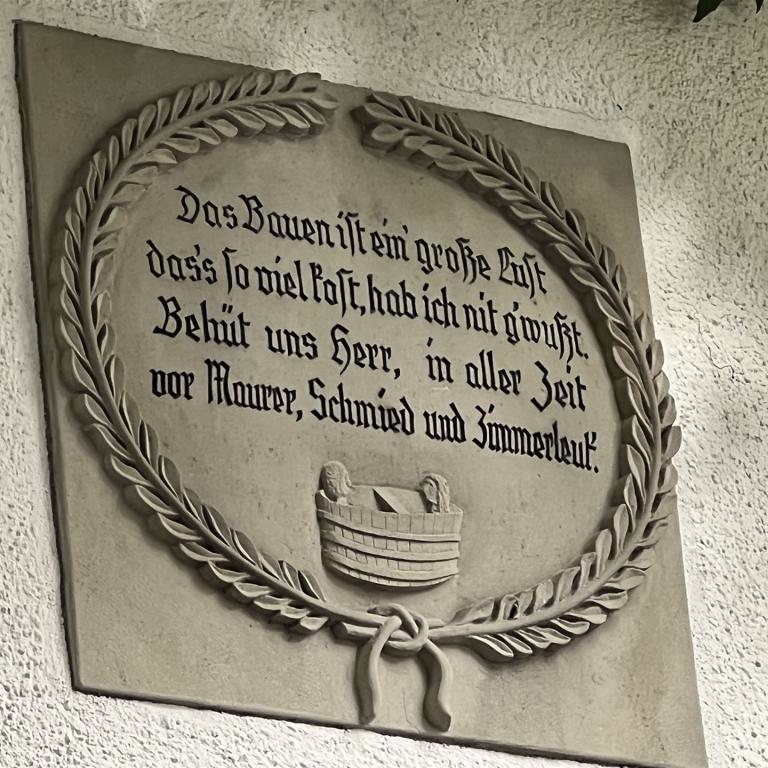 Das Bauen ist ein' große Lust
das's so viel kost, hab ich nit g'wußt.
Behüt uns Herr, in aller Zeit
vor Maurer, Schmied und Zimmerleut'.